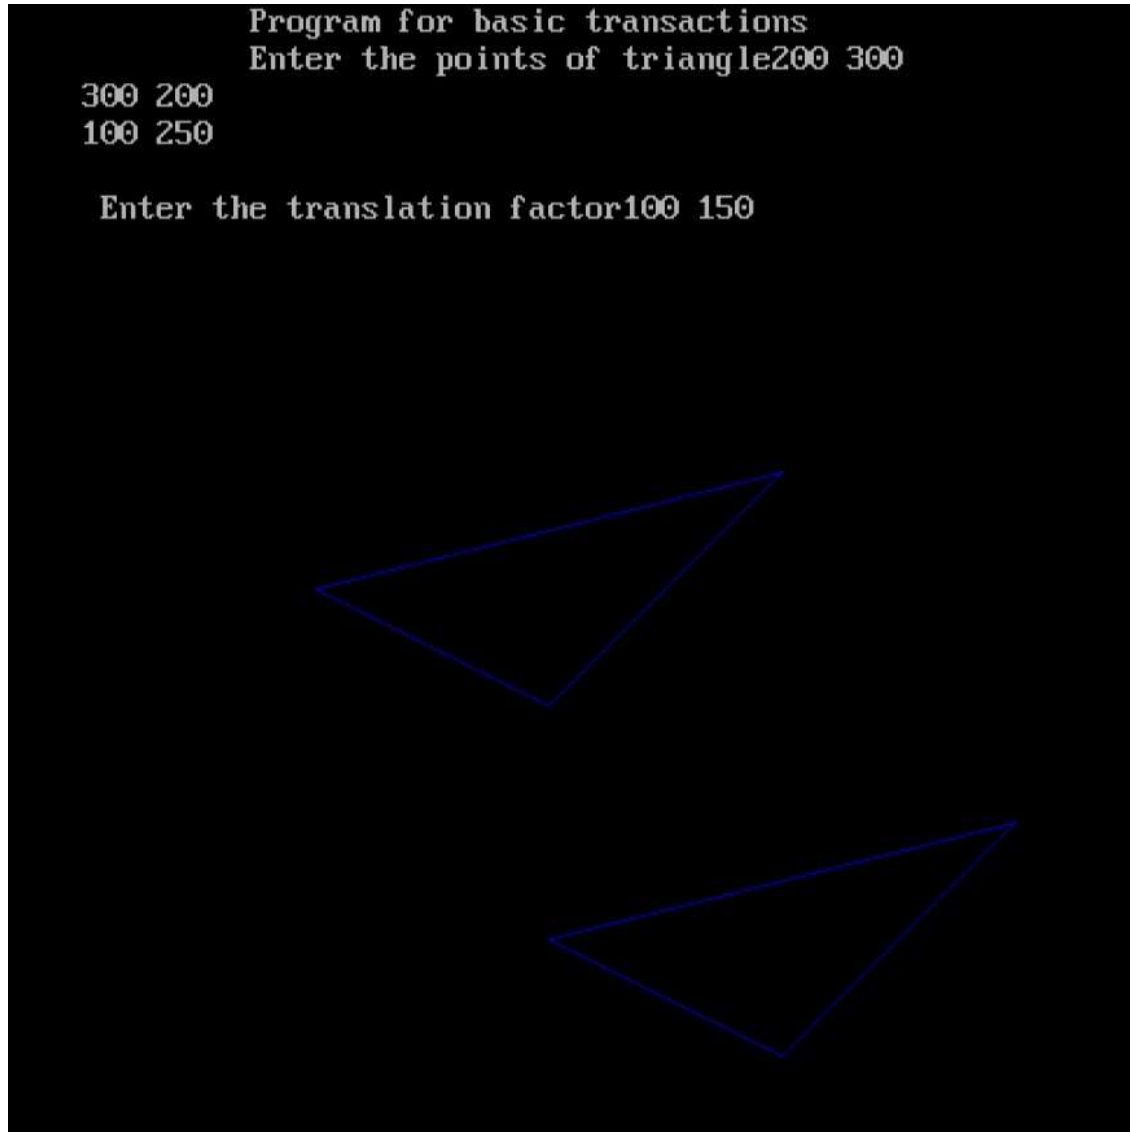 Program for basic transactions
Enter the points of triangle200 300
300 200
100 250
Enter the translation factor100 150